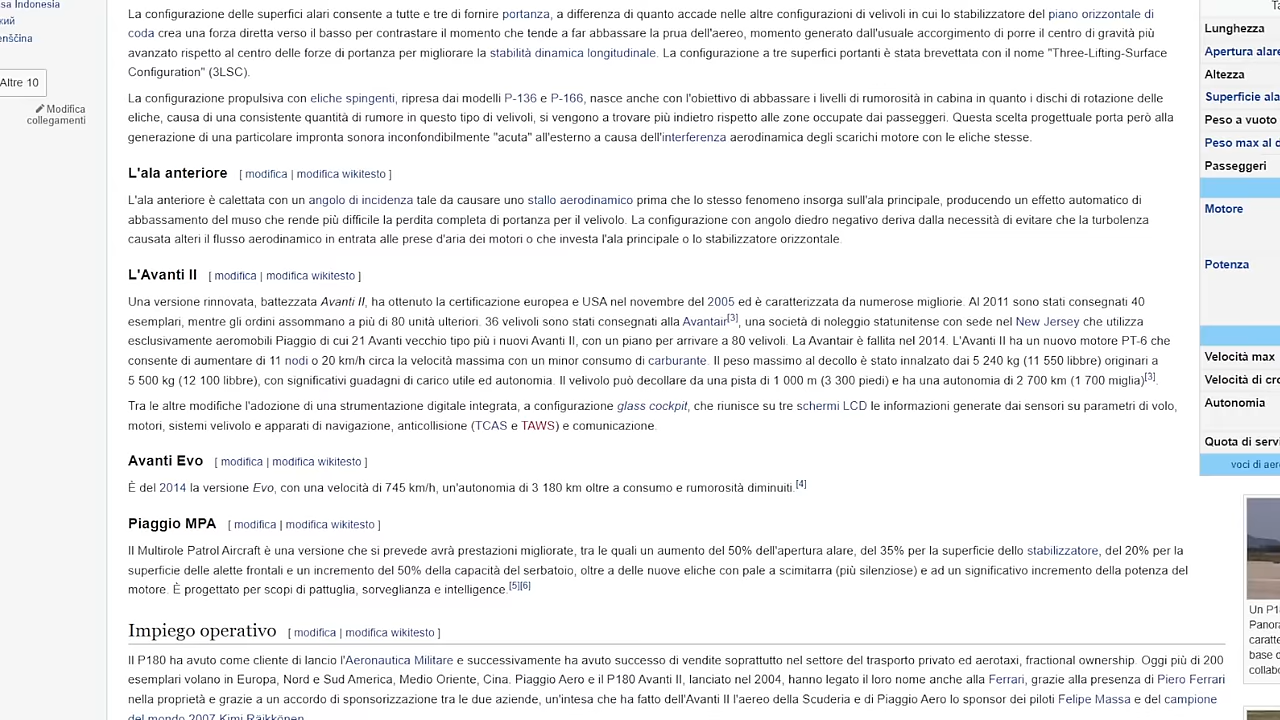 sa Indonesia
ский
enščina
Altre 10
Modifica
collegamenti
La configurazione delle superfici alari consente a tutte e tre di fornire portanza, a differenza di quanto accade nelle altre configurazioni di velivoli in cui lo stabilizzatore del piano orizzontale di
coda crea una forza diretta verso il basso per contrastare il momento che tende a far abbassare la prua dell'aereo, momento generato dall'usuale accorgimento di porre il centro di gravità più
avanzato rispetto al centro delle forze di portanza per migliorare la stabilità dinamica longitudinale. La configurazione a tre superfici portanti è stata brevettata con il nome "Three-Lifting-Surface
Configuration" (3LSC).
La configurazione propulsiva con eliche spingenti, ripresa dai modelli P-136 e P-166, nasce anche con l'obiettivo di abbassare i livelli di rumorosità in cabina in quanto i dischi di rotazione delle
eliche, causa di una consistente quantità di rumore in questo tipo di velivoli, si vengono a trovare più indietro rispetto alle zone occupate dai passeggeri. Questa scelta progettuale porta però alla
generazione di una particolare impronta sonora inconfondibilmente "acuta" all'esterno a causa dell'interferenza aerodinamica degli scarichi motore con le eliche stesse.
L'ala anteriore [ modifica | modifica wikitesto ]
L'ala anteriore è calettata con un angolo di incidenza tale da causare uno stallo aerodinamico prima che lo stesso fenomeno insorga sull'ala principale, producendo un effetto automatico di
abbassamento del muso che rende più difficile la perdita completa di portanza per il velivolo. La configurazione con angolo diedro negativo deriva dalla necessità di evitare che la turbolenza
causata alteri il flusso aerodinamico in entrata alle prese d'aria dei motori o che investa l'ala principale o lo stabilizzatore orizzontale.
L'Avanti II [ modifica | modifica wikitesto ]
Una versione rinnovata, battezzata Avanti II, ha ottenuto la certificazione europea e USA nel novembre del 2005 ed è caratterizzata da numerose migliorie. Al 2011 sono stati consegnati 40
esemplari, mentre gli ordini assommano a più di 80 unità ulteriori. 36 velivoli sono stati consegnati alla Avantair[3], una società di noleggio statunitense con sede nel New Jersey che utilizza
esclusivamente aeromobili Piaggio di cui 21 Avanti vecchio tipo più i nuovi Avanti II, con un piano per arrivare a 80 velivoli. La Avantair è fallita nel 2014. L'Avanti II ha un nuovo motore PT-6 che
consente di aumentare di 11 nodi o 20 km/h circa la velocità massima con un minor consumo di carburante. Il peso massimo al decollo è stato innalzato dai 5 240 kg (11 550 libbre) originari a
5 500 kg (12 100 libbre), con significativi guadagni di carico utile ed autonomia. Il velivolo può decollare da una pista di 1 000 m (3 300 piedi) e ha una autonomia di 2 700 km (1 700 miglia)[3].
Tra le altre modifiche l'adozione di una strumentazione digitale integrata, a configurazione glass cockpit, che riunisce su tre schermi LCD le informazioni generate dai sensori su parametri di volo,
motori, sistemi velivolo e apparati di navigazione, anticollisione (TCAS e TAWS) e comunicazione.
Avanti Evo [ modifica | modifica wikitesto ]
È del 2014 la versione Evo, con una velocità di 745 km/h, un'autonomia di 3 180 km oltre a consumo e rumorosità diminuiti.[4]
Piaggio MPA [ modifica | modifica wikitesto ]
Il Multirole Patrol Aircraft è una versione che si prevede avrà prestazioni migliorate, tra le quali un aumento del 50% dell'apertura alare, del 35% per la superficie dello stabilizzatore, del 20% per la
superficie delle alette frontali e un incremento del 50% della capacità del serbatoio, oltre a delle nuove eliche con pale a scimitarra (più silenziose) e ad un significativo incremento della potenza del
motore. È progettato per scopi di pattuglia, sorveglianza e intelligence.[5][6]
Impiego operativo [ modifica | modifica wikitesto ]
Il P180 ha avuto come cliente di lancio l'Aeronautica Militare e successivamente ha avuto successo di vendite soprattutto nel settore del trasporto privato ed aerotaxi, fractional ownership. Oggi più di 200
esemplari volano in Europa, Nord e Sud America, Medio Oriente, Cina. Piaggio Aero e il P180 Avanti II, lanciato nel 2004, hanno legato il loro nome anche alla Ferrari, grazie alla presenza di Piero Ferrari
nella proprietà e grazie a un accordo di sponsorizzazione tra le due aziende, un'intesa che ha fatto dell'Avanti II l'aereo della Scuderia e di Piaggio Aero lo sponsor dei piloti Felipe Massa e del campione
del mondo 2007 Kimi Räikkönen.
Ta
Lunghezza
Apertura alare
Altezza
Superficie ala
Peso a vuoto
Peso max al d
Passeggeri
Motore
Potenza
Velocità max
Velocità di cro
Autonomia
Quota di servi
voci di aer
Un P1
Panora
caratte
base d
collabo